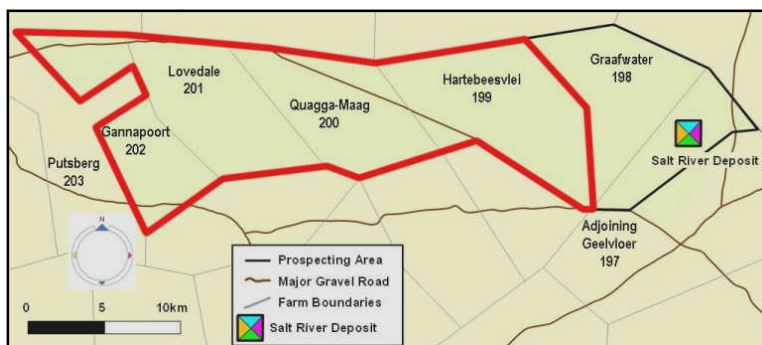 Lovedale
201
Quagga-Maag
200
Hartebeesvlei
199
Graafwater
198
Gannapoort
202
Putsberg
203
Salt River Deposit
Adjoining
Geelvloer
197
N
0 5 10km
Prospecting Area
Major Gravel Road
Farm Boundaries
Salt River Deposit